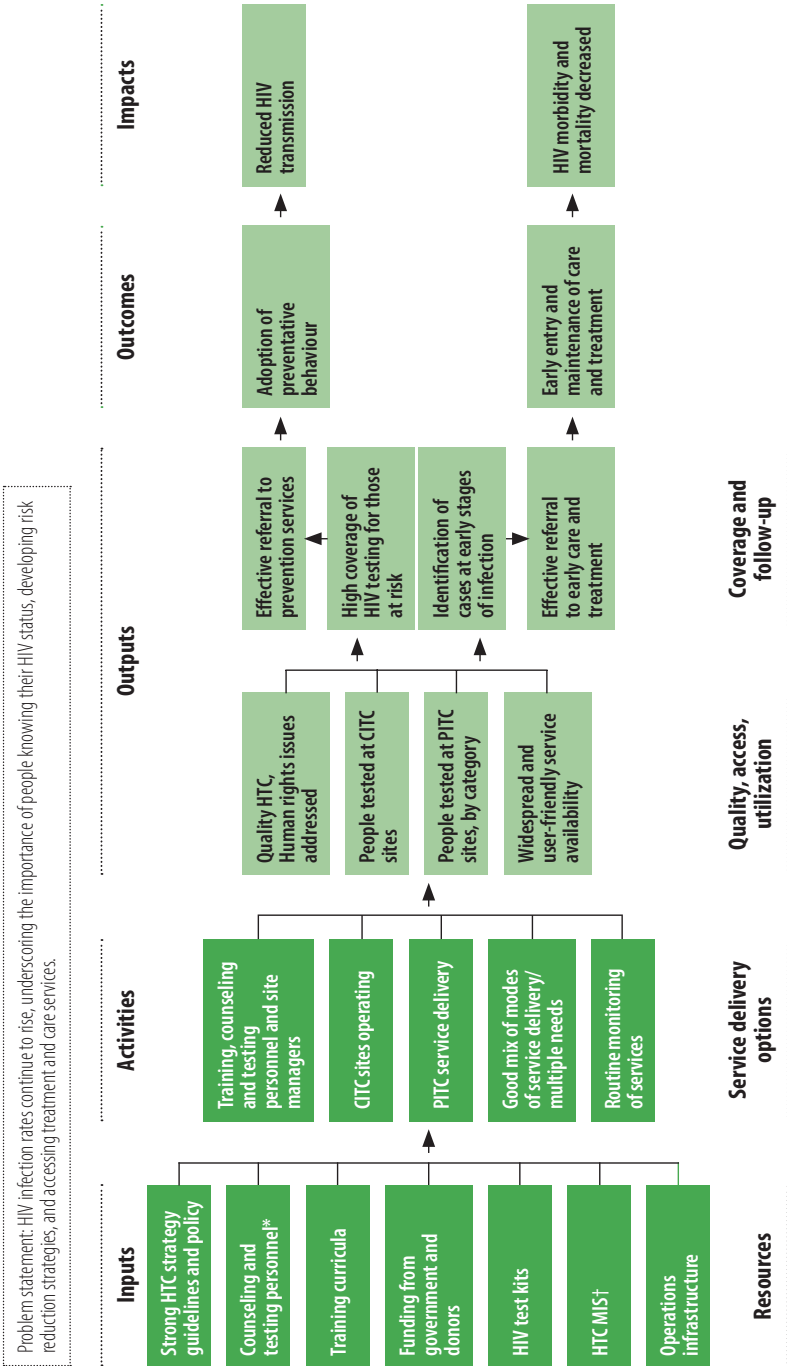 Problem statement: HIV infection rates continue to rise, underscoring the importance of people knowing their HIV status, developing risk
reduction strategies, and accessing treatment and care services.
Inputs
Strong HTC strategy
guidelines and policy
Counseling and
testing personnel*
Training curricula
Funding from
government and
donors
HIV test kits
HTC MIS†
Operations
infrastructure
Resources
Activities
Training, counseling
and testing
personnel and site
managers
CITC sites operating
PITC service delivery
Good mix of modes
of service delivery/
multiple needs
Routine monitoring
of services
Service delivery
options
Outputs
Quality HTC,
Human rights issues
addressed
People tested at CITC
sites
People tested at PITC
sites, by category
Widespread and
user-friendly service
availability
Quality, access,
utilization
Effective referral to
prevention services
High coverage of
HIV testing for those
at risk
Identification of
cases at early stages
of infection
Effective referral
to early care and
treatment
Coverage and
follow-up
Outcomes
Adoption of
preventative
behaviour
Early entry and
maintenance of care
and treatment
Impacts
Reduced HIV
transmission
HIV morbidity and
mortality decreased